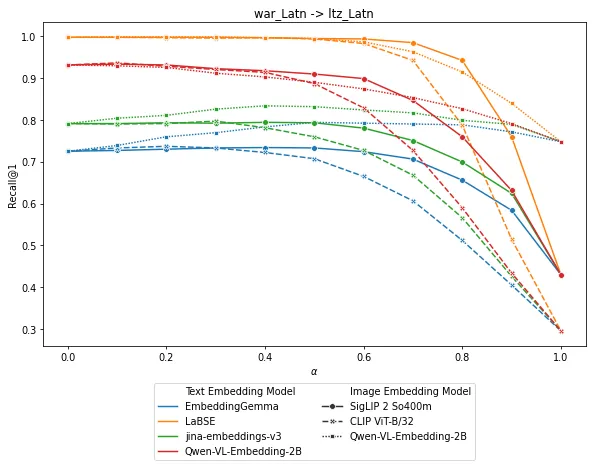 war_Latn -> ltz_Latn
Recall@1
1.0
0.9
0.8
0.7
0.6
0.5
0.4
0.3
0.0 0.2 0.4 0.6 0.8 1.0
α
Text Embedding Model Image Embedding Model
EmbeddingGemma SigLIP 2 So400m
LaBSE CLIP ViT-B/32
jina-embeddings-v3 Qwen-VL-Embedding-2B
Qwen-VL-Embedding-2B